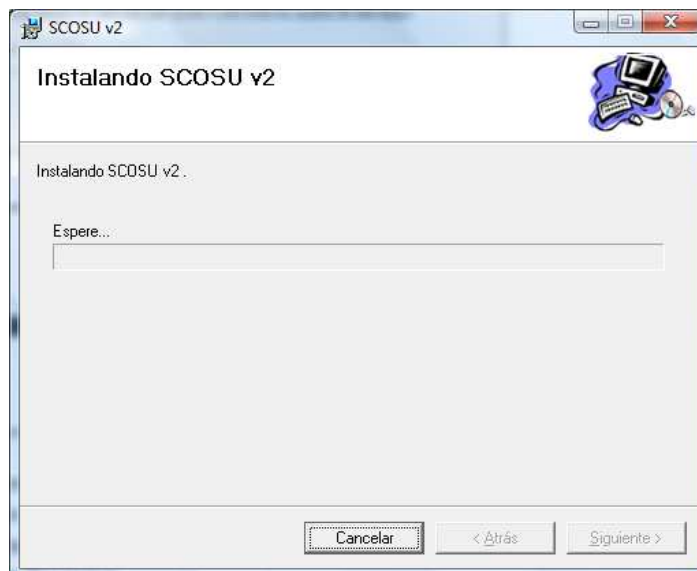 SCOSU v2
Instalando SCOSU v2
Instalando SCOSU v2 .
Espere...
Cancelar
< Atrás
Siguiente >